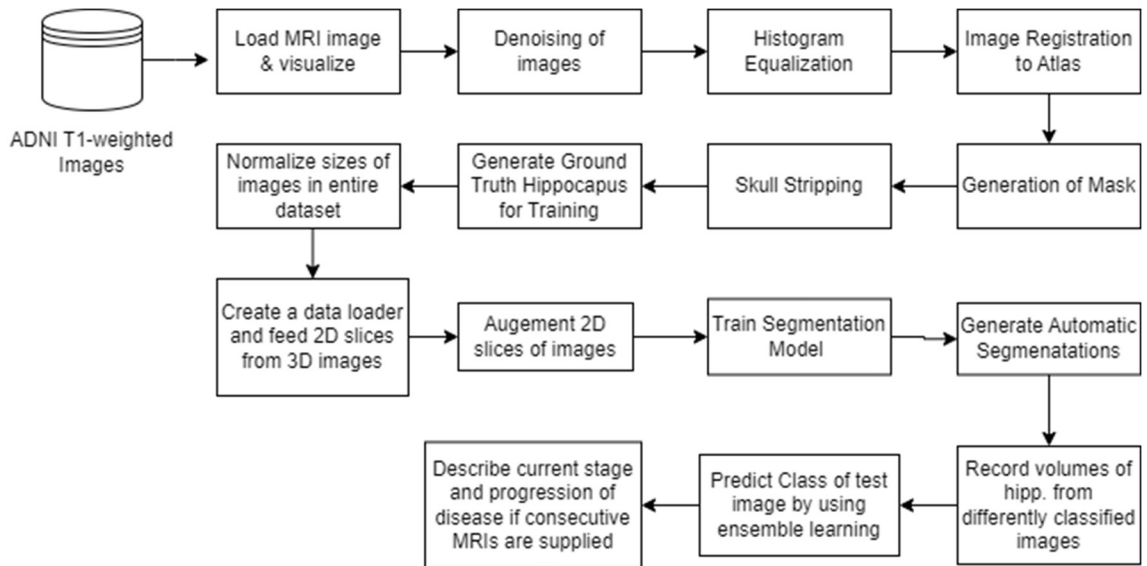 ADNI T1-weighted
Images
Load MRI image
& visualize
Denoising of
images
Histogram
Equalization
Image Registration
to Atlas
Generation of Mask
Skull Stripping
Generate Ground
Truth Hippocapus
for Training
Normalize sizes of
images in entire
dataset
Create a data loader
and feed 2D slices
from 3D images
Augement 2D
slices of images
Train Segmentation
Model
Generate Automatic
Segmenatations
Record volumes of
hipp. from
differently classified
images
Predict Class of test
image by using
ensemble learning
Describe current stage
and progression of
disease if consecutive
MRIs are supplied